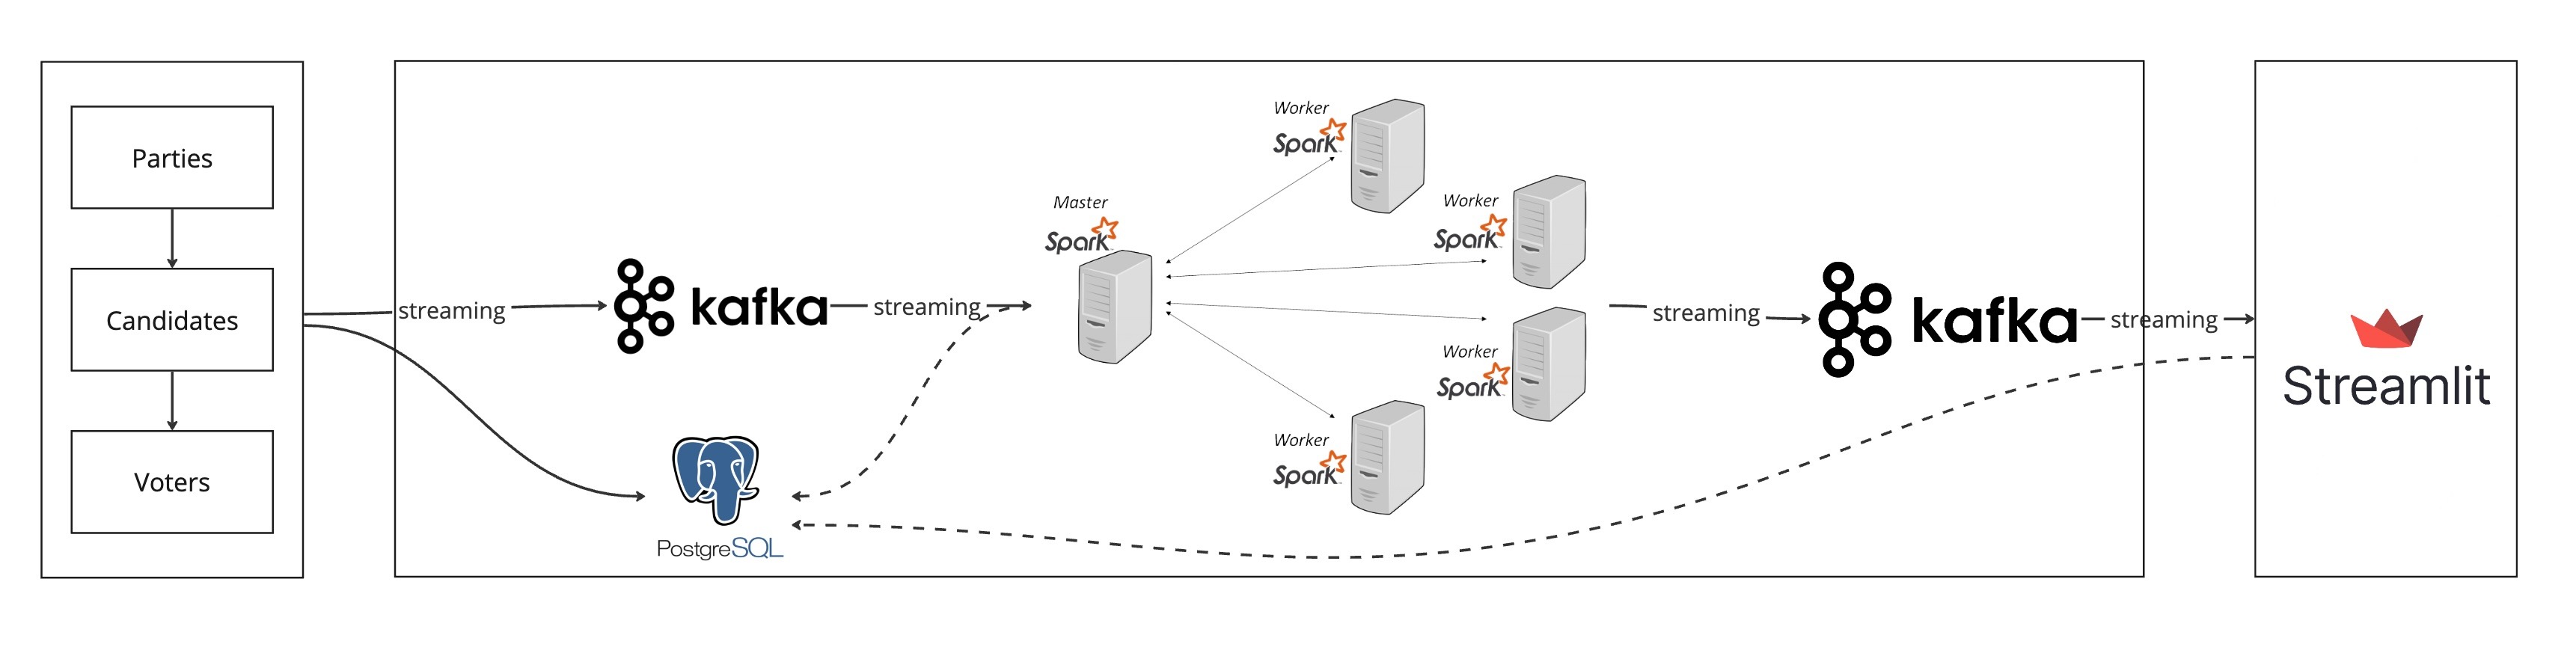 Parties
Candidates
Voters
streaming
kafka
streaming
PostgreSQL
Master
Spark
Worker
Spark
Worker
Spark
Worker
Spark
Worker
Spark
streaming
kafka
streaming
Streamlit